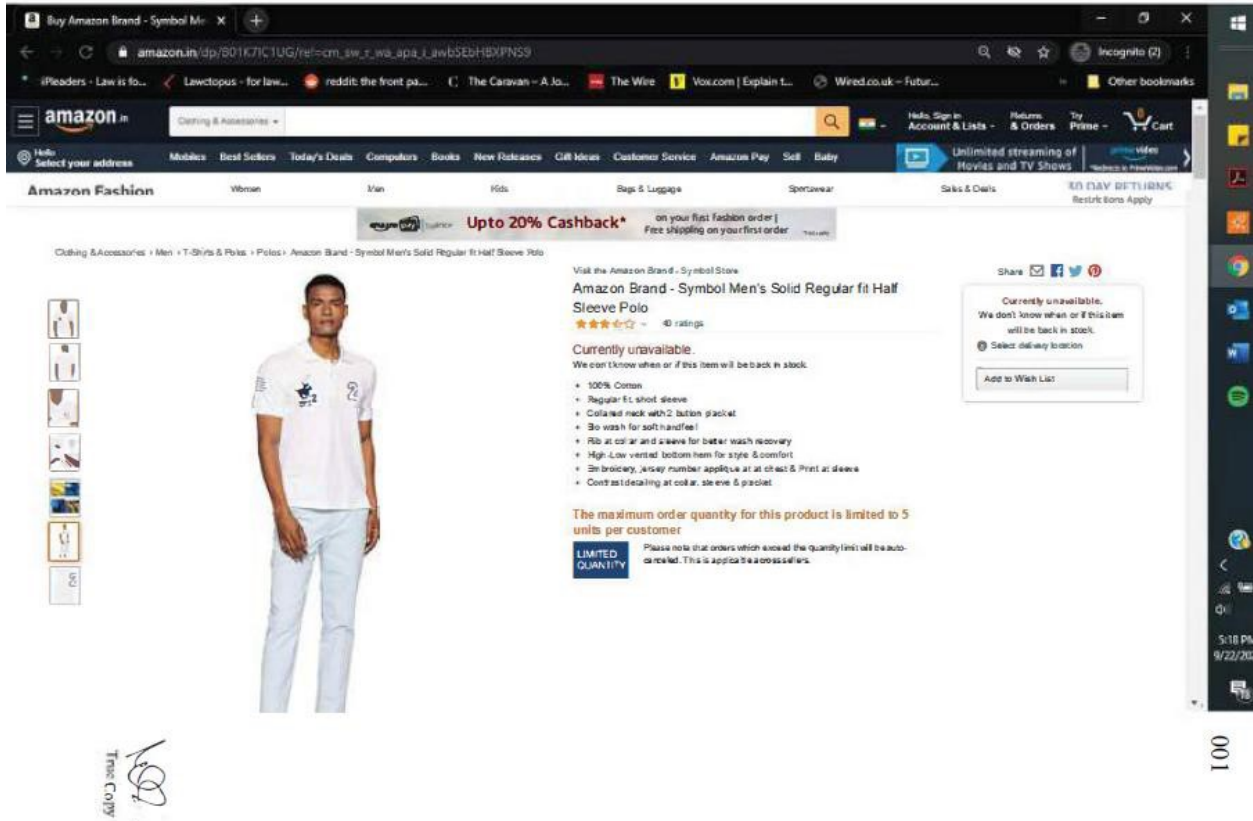 Buy Amazon Brand - Symbol Me
amazon.in/dp/B01K7IC1UG/ref=cm_sw_r_wa_apa_i_awbSEbHBXPNS9
Incognito (2)
iPleaders - Law is fo...
Lawctopus - for law...
reddit: the front pa...
The Caravan - A Jo...
The Wire
Vox.com | Explain t...
Wired.co.uk – Futur...
Other bookmarks
amazon.in
Clothing & Accessories
Hello, Sign in
Account & Lists
Returns
& Orders
Try
Prime
0
Cart
Hello
Select your address
Mobiles Best Sellers Today's Deals Computers Books New Releases Gift Ideas Customer Service Amazon Pay Sell Baby
Unlimited streaming of
Movies and TV Shows
prime video
Amazon Fashion
Women
Men
Kids
Bags & Luggage
Sportswear
Sales & Deals
30 DAY RETURNS
Restrictions Apply
Upto 20% Cashback*
on your first fashion order |
Free shipping on your first order
Clothing & Accessories › Men › T-Shirts & Polos › Polos › Amazon Brand - Symbol Men's Solid Regular fit Half Sleeve Polo
Visit the Amazon Brand - Symbol Store
Amazon Brand - Symbol Men's Solid Regular fit Half
Sleeve Polo
40 ratings
Currently unavailable.
We don't know when or if this item will be back in stock.
100% Cotton
Regular fit, short sleeve
Collared neck with 2 button placket
Bio wash for soft handfeel
Rib at collar and sleeve for better wash recovery
High-Low vented bottom hem for style & comfort
Embroidery, jersey number applique at at chest & Print at sleeve
Contrast detailing at collar, sleeve & placket
The maximum order quantity for this product is limited to 5
units per customer
LIMITED
QUANTITY
Please note that orders which exceed the quantity limit will be auto-
canceled. This is applicable across sellers.
Share
Currently unavailable.
We don't know when or if this item
will be back in stock.
Select delivery location
Add to Wish List
2
2
5:18 PM
9/22/202
001
True Copy